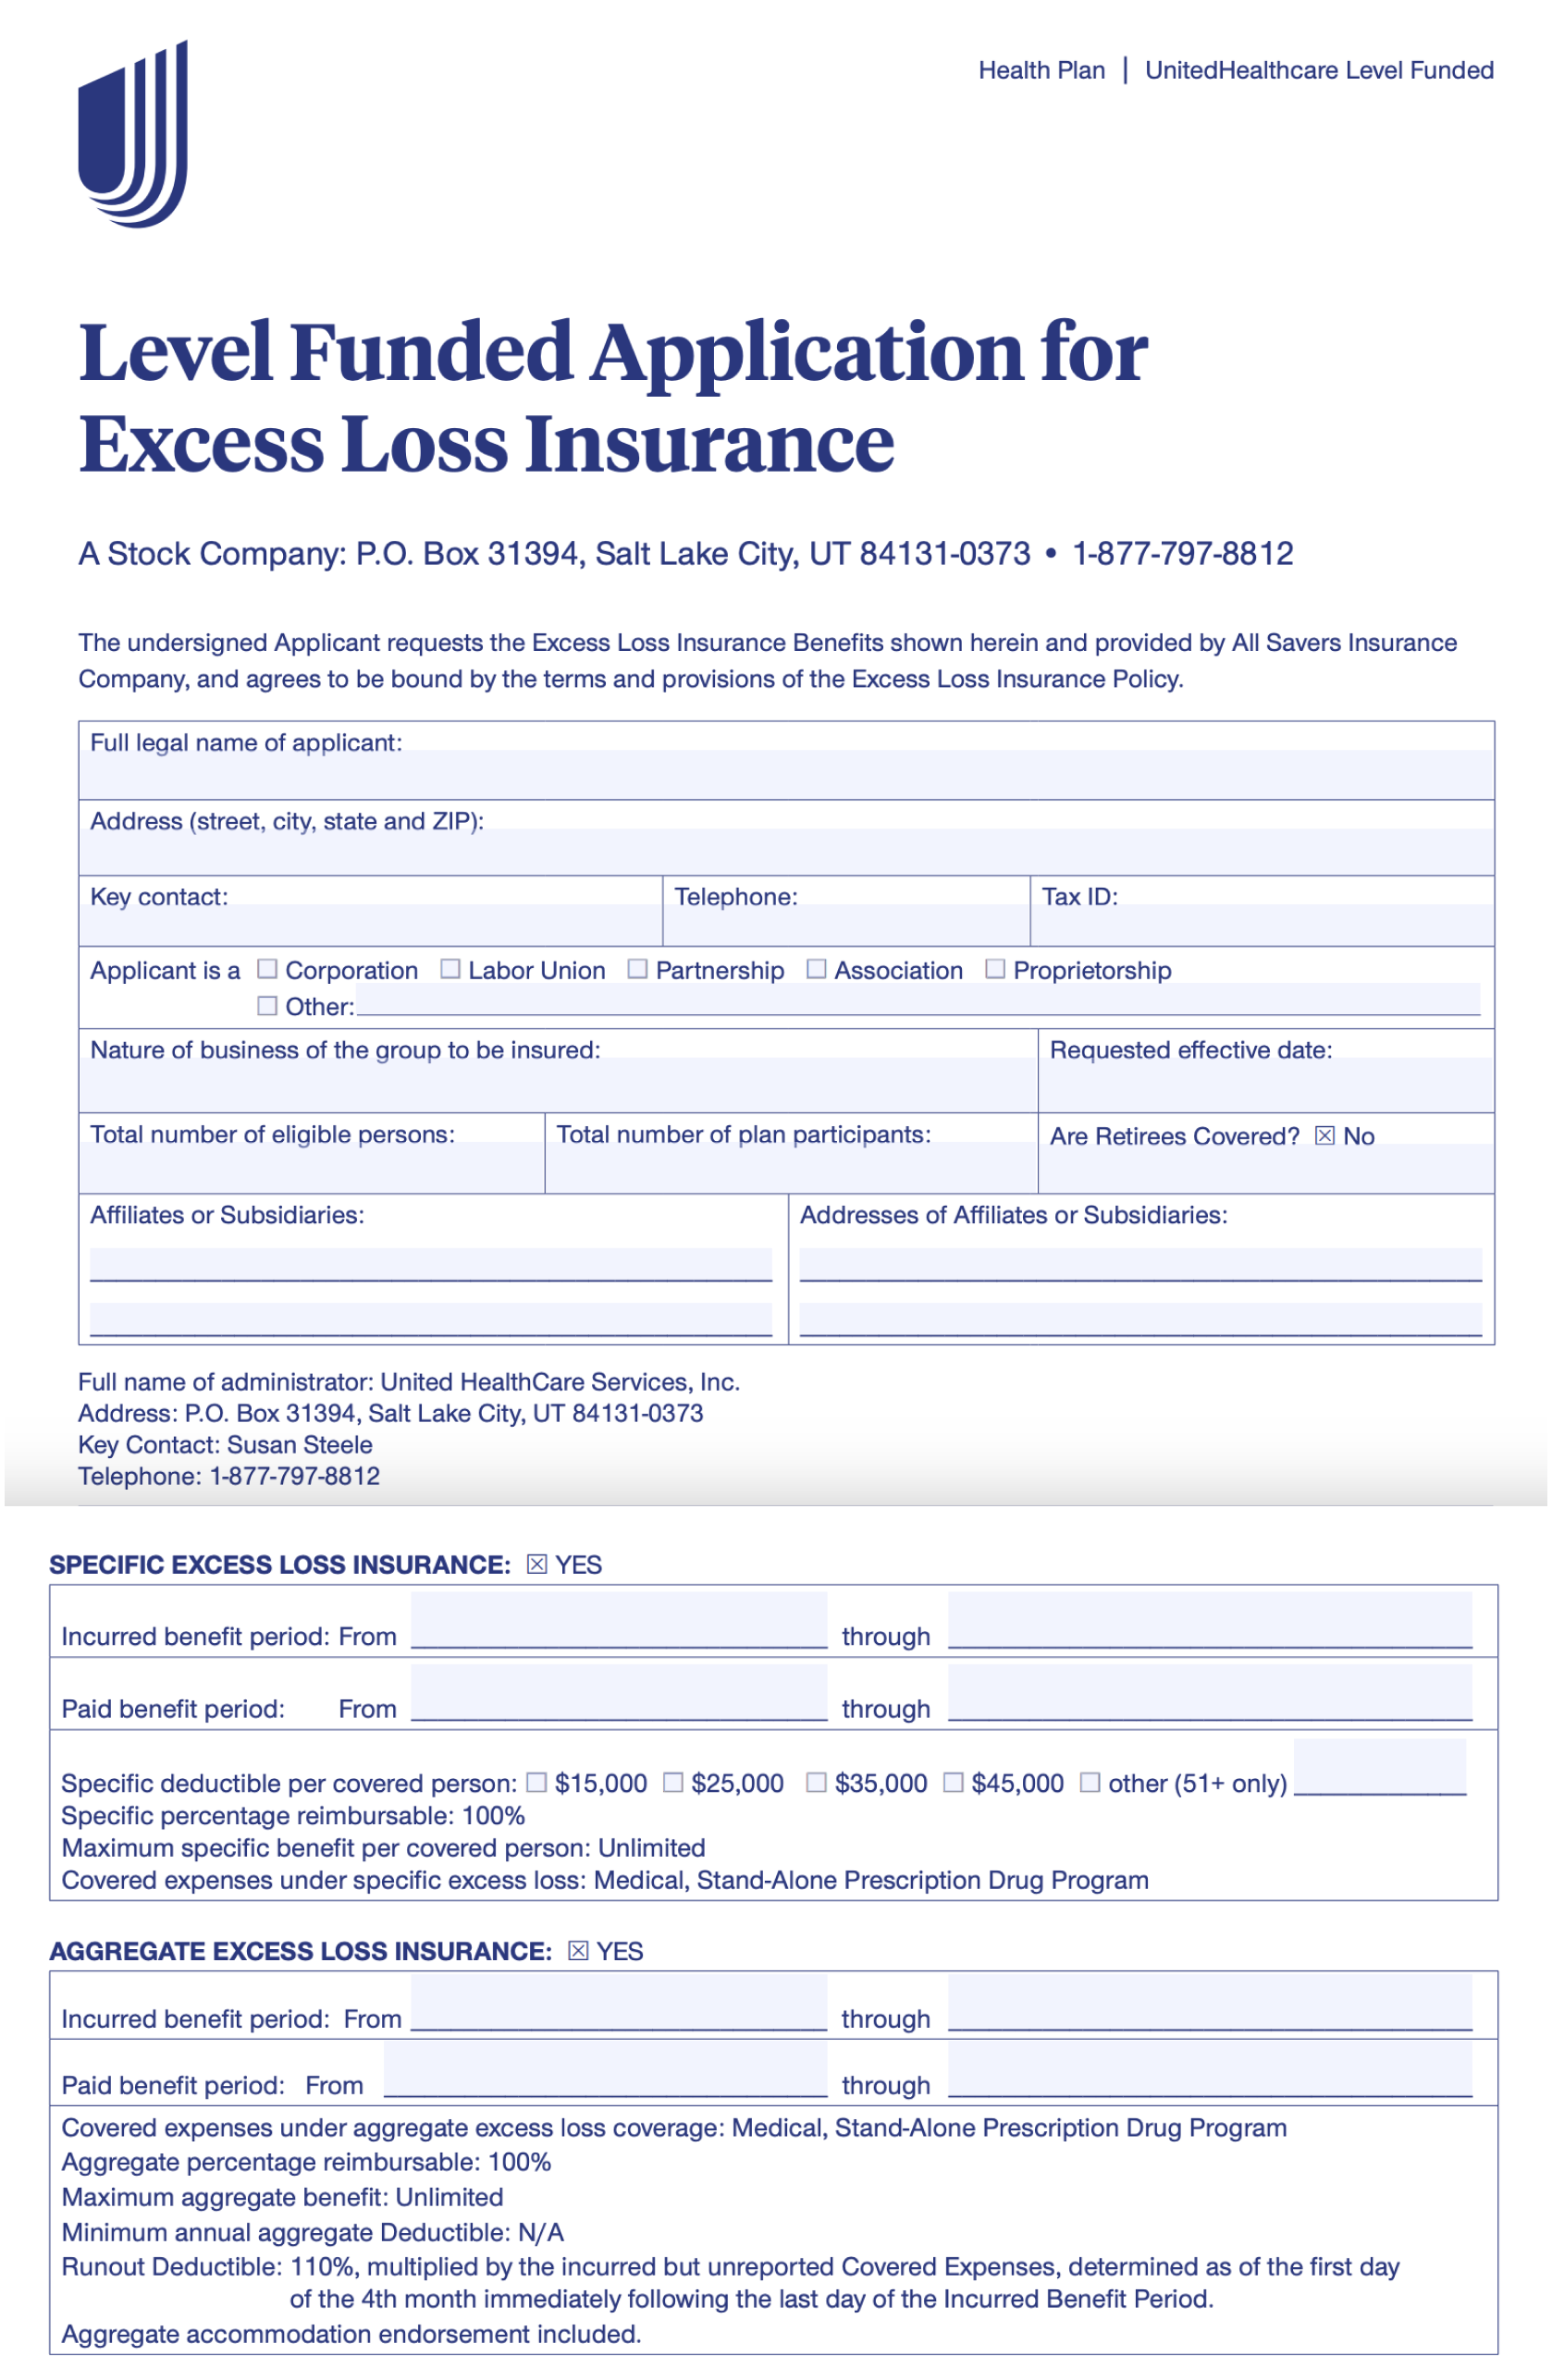 Health Plan | UnitedHealthcare Level Funded
Level Funded Application for
Excess Loss Insurance
A Stock Company: P.O. Box 31394, Salt Lake City, UT 84131-0373 • 1-877-797-8812
The undersigned Applicant requests the Excess Loss Insurance Benefits shown herein and provided by All Savers Insurance
Company, and agrees to be bound by the terms and provisions of the Excess Loss Insurance Policy.
Full legal name of applicant:
Address (street, city, state and ZIP):
Key contact: Telephone: Tax ID:
Applicant is a ☐ Corporation ☐ Labor Union ☐ Partnership ☐ Association ☐ Proprietorship
☐ Other:
Nature of business of the group to be insured: Requested effective date:
Total number of eligible persons: Total number of plan participants: Are Retirees Covered? ☒ No
Affiliates or Subsidiaries: Addresses of Affiliates or Subsidiaries:
Full name of administrator: United HealthCare Services, Inc.
Address: P.O. Box 31394, Salt Lake City, UT 84131-0373
Key Contact: Susan Steele
Telephone: 1-877-797-8812
SPECIFIC EXCESS LOSS INSURANCE: ☒ YES
Incurred benefit period: From through
Paid benefit period: From through
Specific deductible per covered person: ☐ $15,000 ☐ $25,000 ☐ $35,000 ☐ $45,000 ☐ other (51+ only)
Specific percentage reimbursable: 100%
Maximum specific benefit per covered person: Unlimited
Covered expenses under specific excess loss: Medical, Stand-Alone Prescription Drug Program
AGGREGATE EXCESS LOSS INSURANCE: ☒ YES
Incurred benefit period: From through
Paid benefit period: From through
Covered expenses under aggregate excess loss coverage: Medical, Stand-Alone Prescription Drug Program
Aggregate percentage reimbursable: 100%
Maximum aggregate benefit: Unlimited
Minimum annual aggregate Deductible: N/A
Runout Deductible: 110%, multiplied by the incurred but unreported Covered Expenses, determined as of the first day
of the 4th month immediately following the last day of the Incurred Benefit Period.
Aggregate accommodation endorsement included.